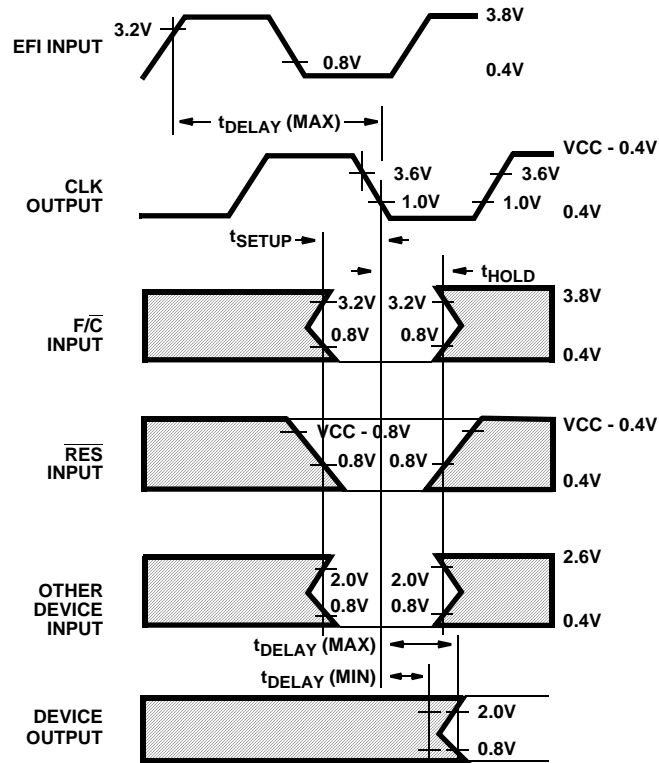 EFI INPUT
3.2V
0.8V
3.8V
0.4V
tDELAY (MAX)
CLK
OUTPUT
3.6V
1.0V
3.6V
1.0V
VCC - 0.4V
0.4V
tSETUP
tHOLD
F/C̅
INPUT
3.2V
3.2V
0.8V
0.8V
3.8V
0.4V
R̅E̅S̅
INPUT
VCC - 0.8V
0.8V
0.8V
VCC - 0.4V
0.4V
OTHER
DEVICE
INPUT
2.0V
2.0V
0.8V
0.8V
2.6V
0.4V
tDELAY (MAX)
tDELAY (MIN)
DEVICE
OUTPUT
2.0V
0.8V